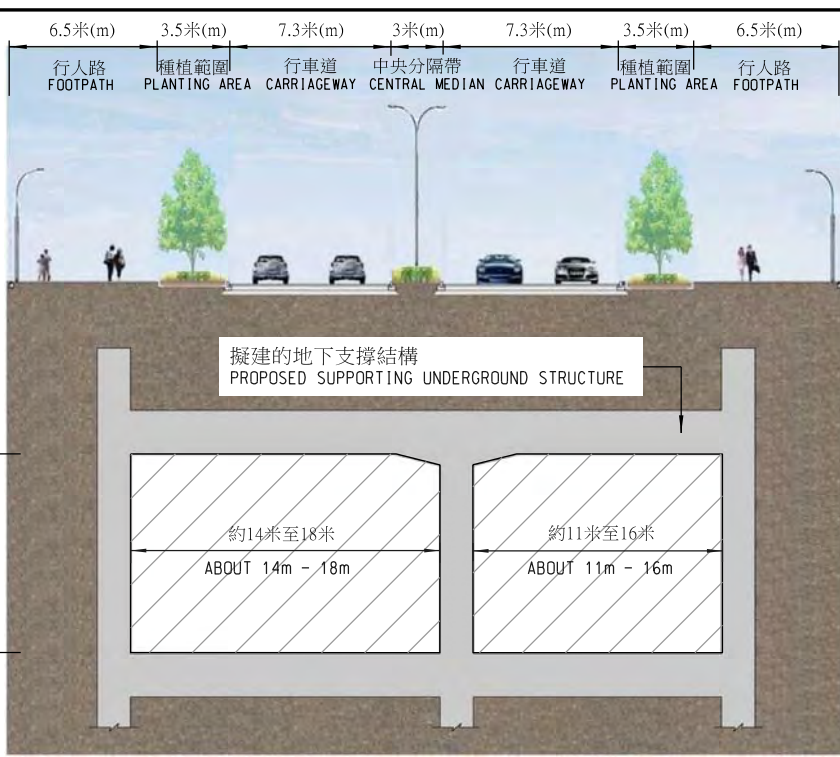 6.5米(m) 3.5米(m) 7.3米(m) 3米(m) 7.3米(m) 3.5米(m) 6.5米(m)
行人路 種植範圍 行車道 中央分隔帶 行車道 種植範圍 行人路
FOOTPATH PLANTING AREA CARRIAGEWAY CENTRAL MEDIAN CARRIAGEWAY PLANTING AREA FOOTPATH
擬建的地下支撐結構
PROPOSED SUPPORTING UNDERGROUND STRUCTURE
約14米至18米 約11米至16米
ABOUT 14m - 18m ABOUT 11m - 16m